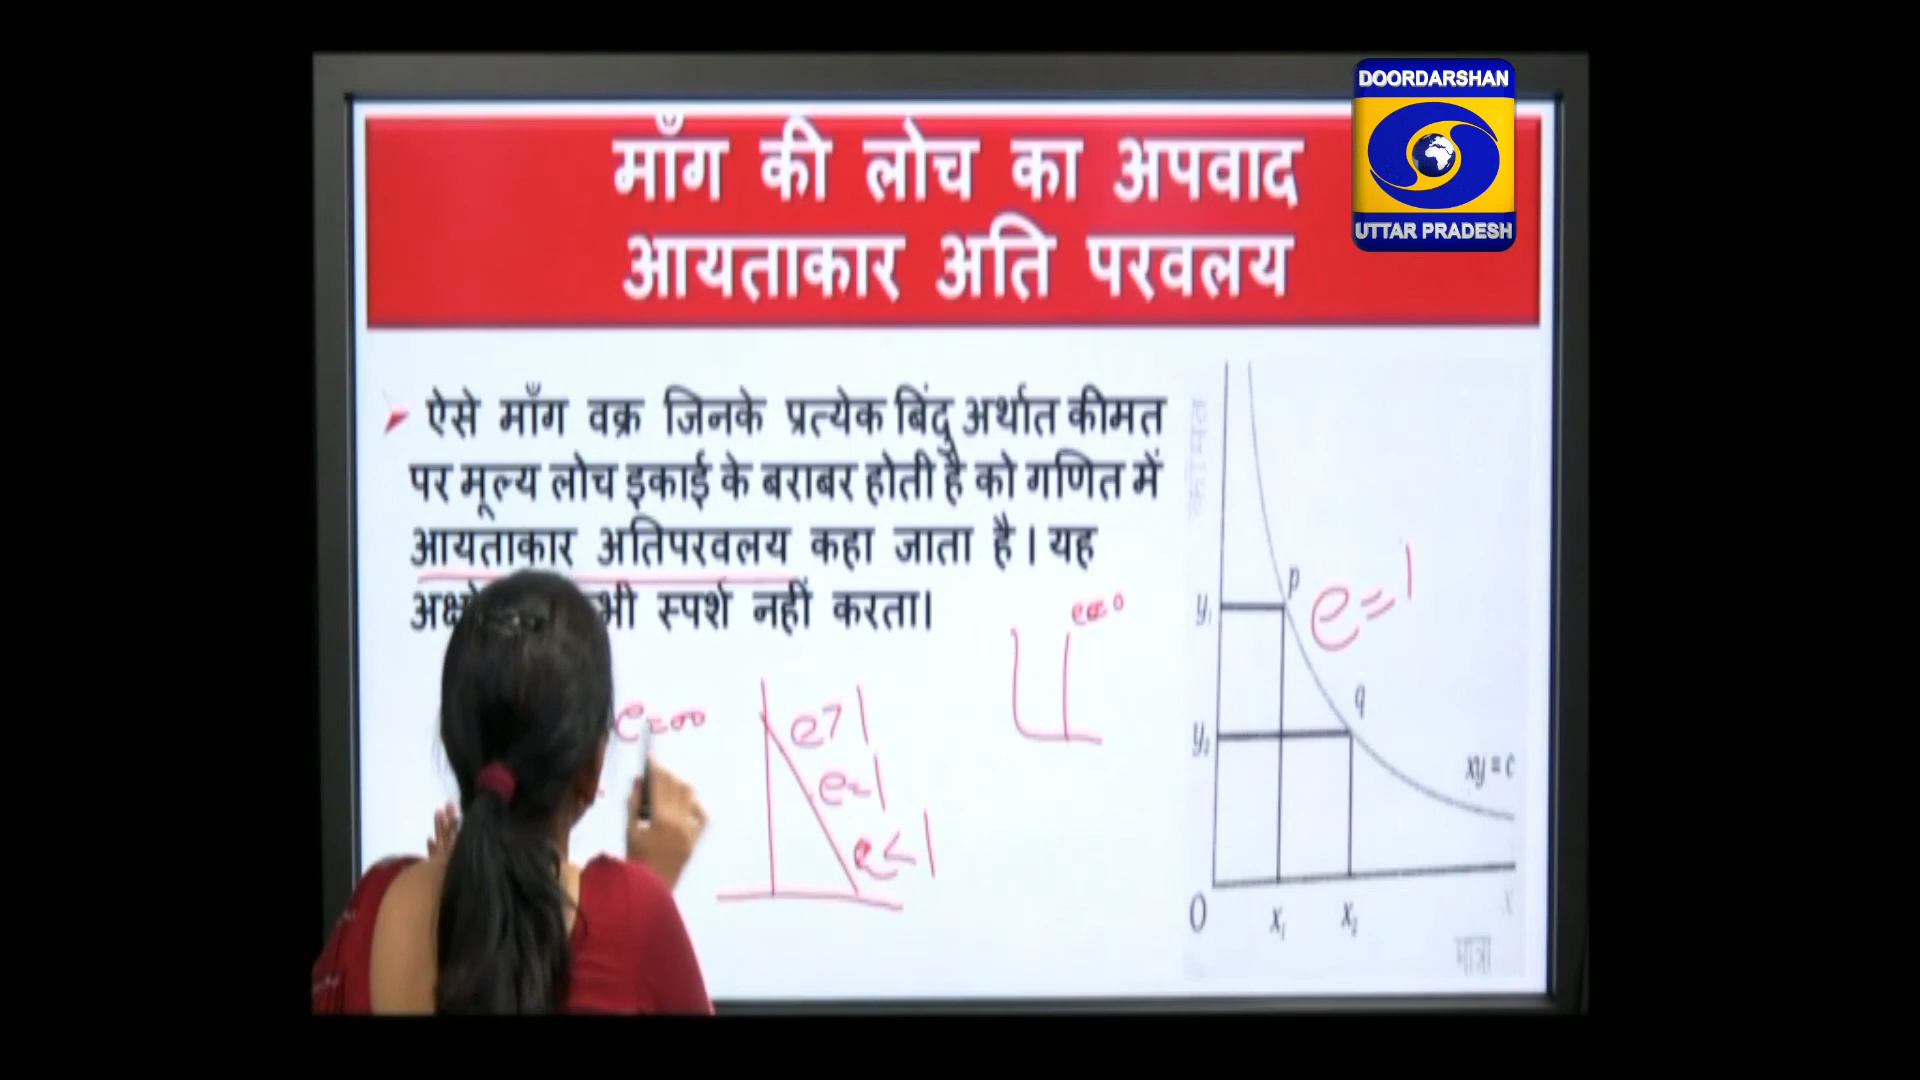 DOORDARSHAN
UTTAR PRADESH
माँग की लोच का अपवाद
आयताकार अति परवलय
ऐसे माँग वक्र जिनके प्रत्येक बिंदु अर्थात कीमत
पर मूल्य लोच इकाई के बराबर होती है को गणित में
आयताकार अतिपरवलय कहा जाता है । यह
भी स्पर्श नहीं करता।
कीमत
p
e=1
y₁
q
y₂
xy = c
O
x₁
x₂
x
मात्रा
e=0
e=∞
e>1
e=1
e<1